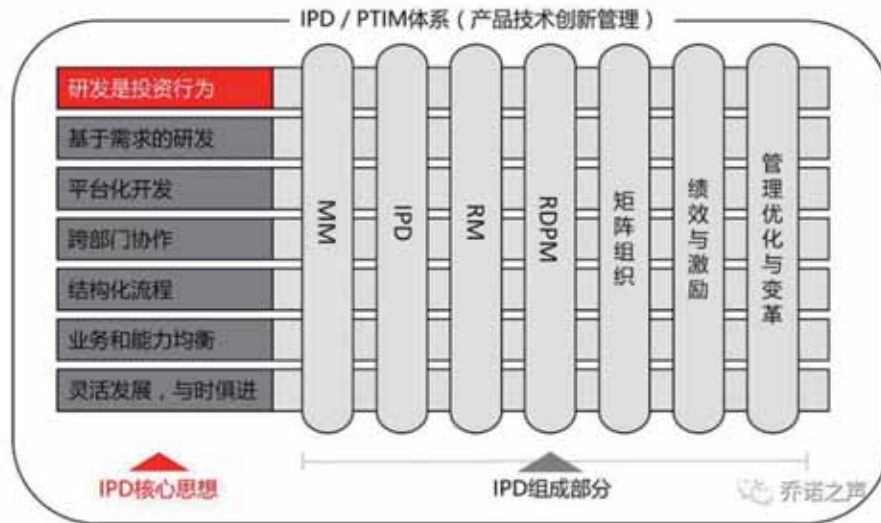 IPD / PTIM体系（产品技术创新管理）
研发是投资行为
基于需求的研发
平台化开发
跨部门协作
结构化流程
业务和能力均衡
灵活发展，与时俱进
MM
IPD
RM
RDPM
矩阵组织
绩效与激励
管理优化与变革
IPD核心思想
IPD组成部分
乔诺之声